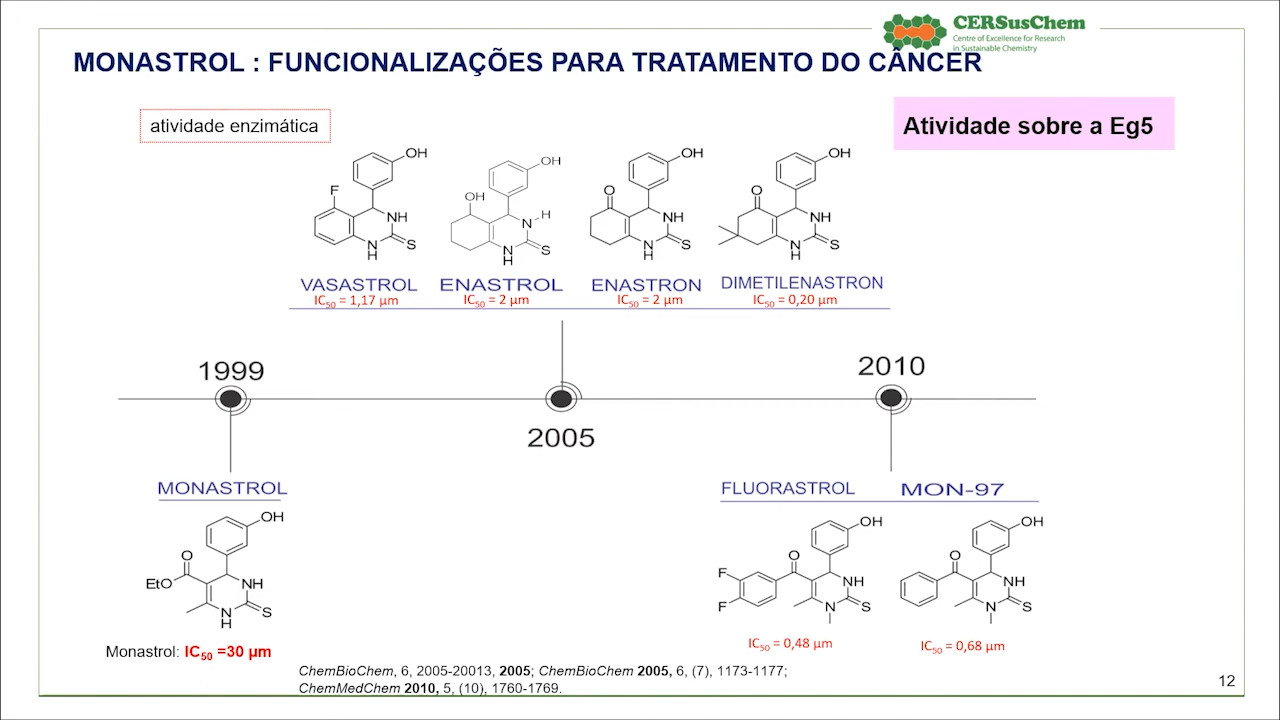 CERSusChem
Centre of Excellence for Research
in Sustainable Chemistry
MONASTROL : FUNCIONALIZAÇÕES PARA TRATAMENTO DO CÂNCER
atividade enzimática
Atividade sobre a Eg5
OH
F
NH
N
H
S
OH
OH
N
H
N
H
S
OH
O
NH
N
H
S
OH
O
NH
N
H
S
VASASTROL
ENASTROL
ENASTRON
DIMETILENASTRON
IC50 = 1,17 µm
IC50 = 2 µm
IC50 = 2 µm
IC50 = 0,20 µm
1999
2005
2010
MONASTROL
FLUORASTROL
MON-97
OH
O
EtO
NH
N
H
S
OH
O
F
F
NH
N
S
OH
O
NH
N
S
Monastrol: IC50 =30 µm
IC50 = 0,48 µm
IC50 = 0,68 µm
ChemBioChem, 6, 2005-20013, 2005; ChemBioChem 2005, 6, (7), 1173-1177;
ChemMedChem 2010, 5, (10), 1760-1769.
12